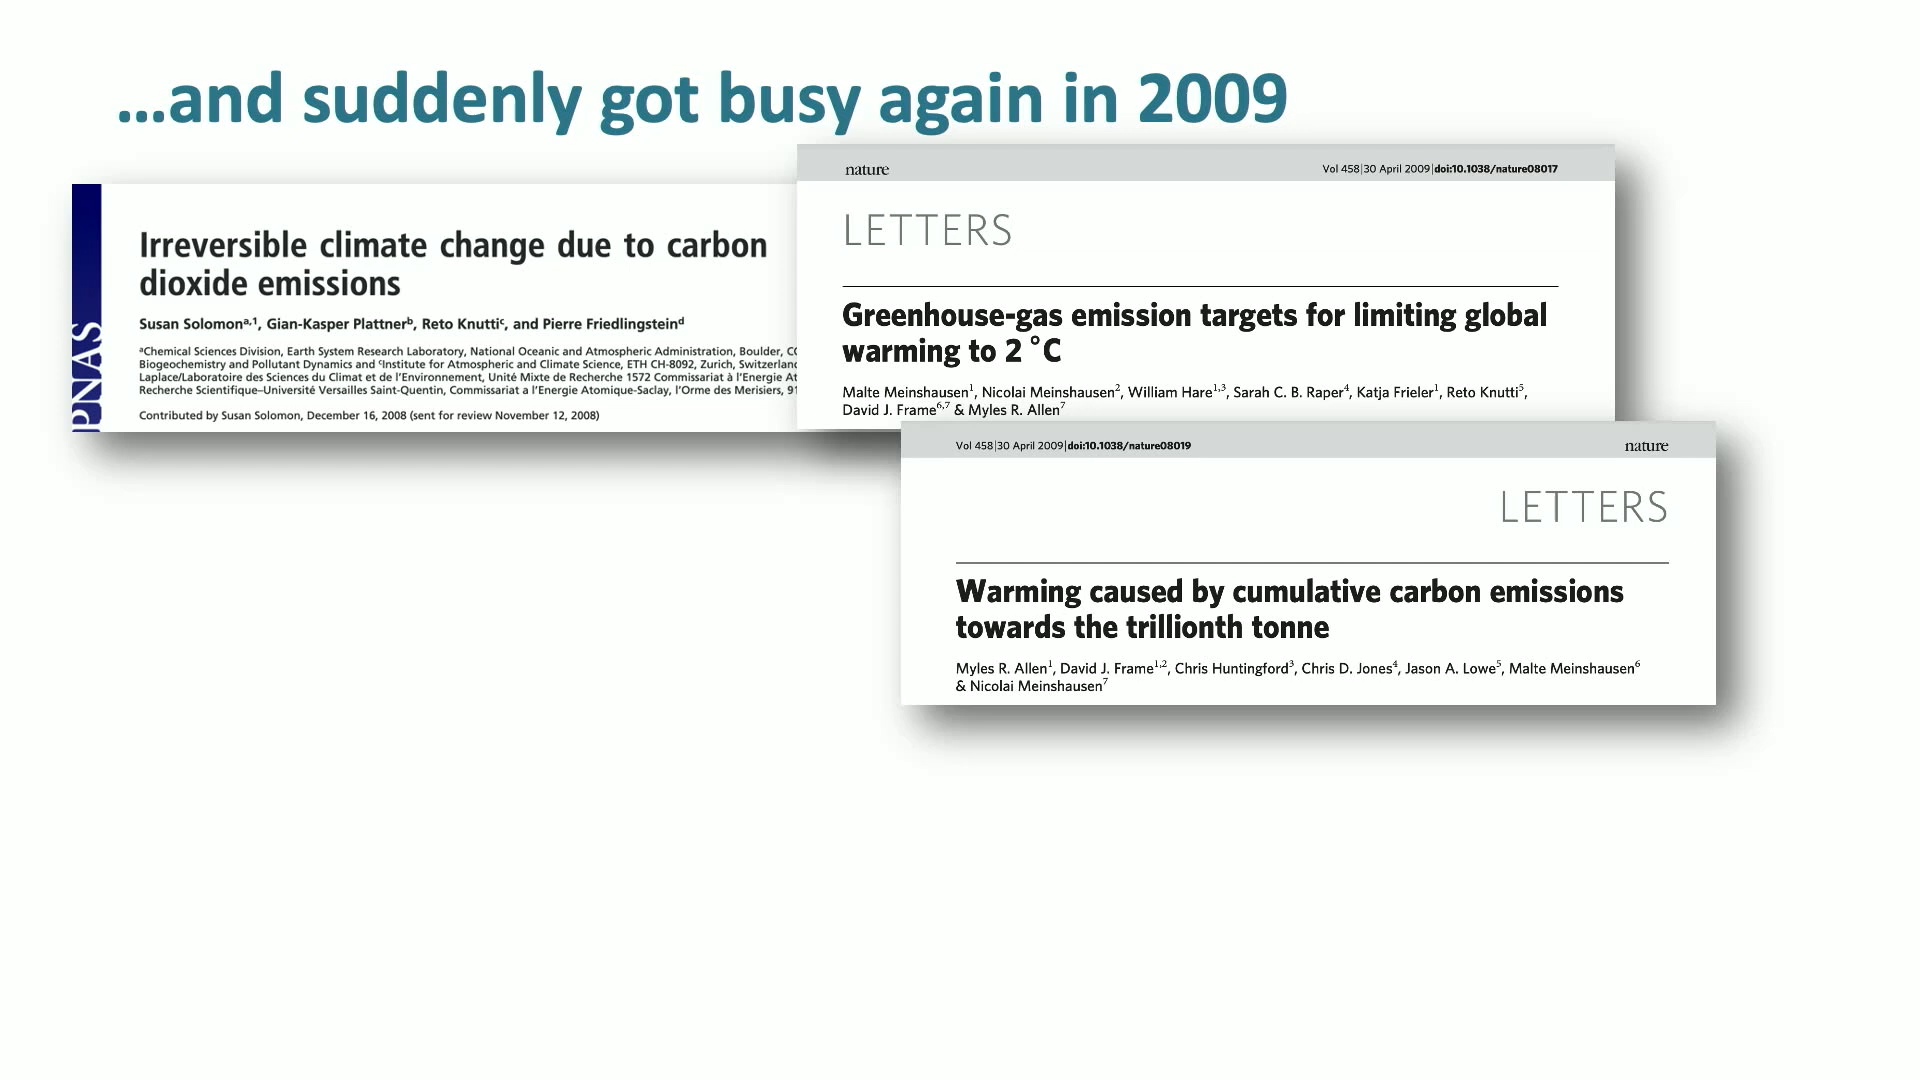 ...and suddenly got busy again in 2009
PNAS
Irreversible climate change due to carbon
dioxide emissions
Susan Solomonᵃ,¹, Gian-Kasper Plattnerᵇ, Reto Knuttiᶜ, and Pierre Friedlingsteinᵈ
ᵃChemical Sciences Division, Earth System Research Laboratory, National Oceanic and Atmospheric Administration, Boulder,
Biogeochemistry and Pollutant Dynamics and ᶜInstitute for Atmospheric and Climate Science, ETH CH-8092, Zurich, Switzerland
Laplace/Laboratoire des Sciences du Climat et de l'Environnement, Unité Mixte de Recherche 1572 Commissariat à l'Energie
Recherche Scientifique–Université Versailles Saint-Quentin, Commissariat a l'Energie Atomique-Saclay, l'Orme des Merisiers,
Contributed by Susan Solomon, December 16, 2008 (sent for review November 12, 2008)
nature
Vol 458|30 April 2009|doi:10.1038/nature08017
LETTERS
Greenhouse-gas emission targets for limiting global
warming to 2 °C
Malte Meinshausen¹, Nicolai Meinshausen², William Hare¹,³, Sarah C. B. Raper⁴, Katja Frieler¹, Reto Knutti⁵,
David J. Frame⁶,⁷ & Myles R. Allen⁷
Vol 458|30 April 2009|doi:10.1038/nature08019
nature
LETTERS
Warming caused by cumulative carbon emissions
towards the trillionth tonne
Myles R. Allen¹, David J. Frame¹,², Chris Huntingford³, Chris D. Jones⁴, Jason A. Lowe⁵, Malte Meinshausen⁶
& Nicolai Meinshausen⁷